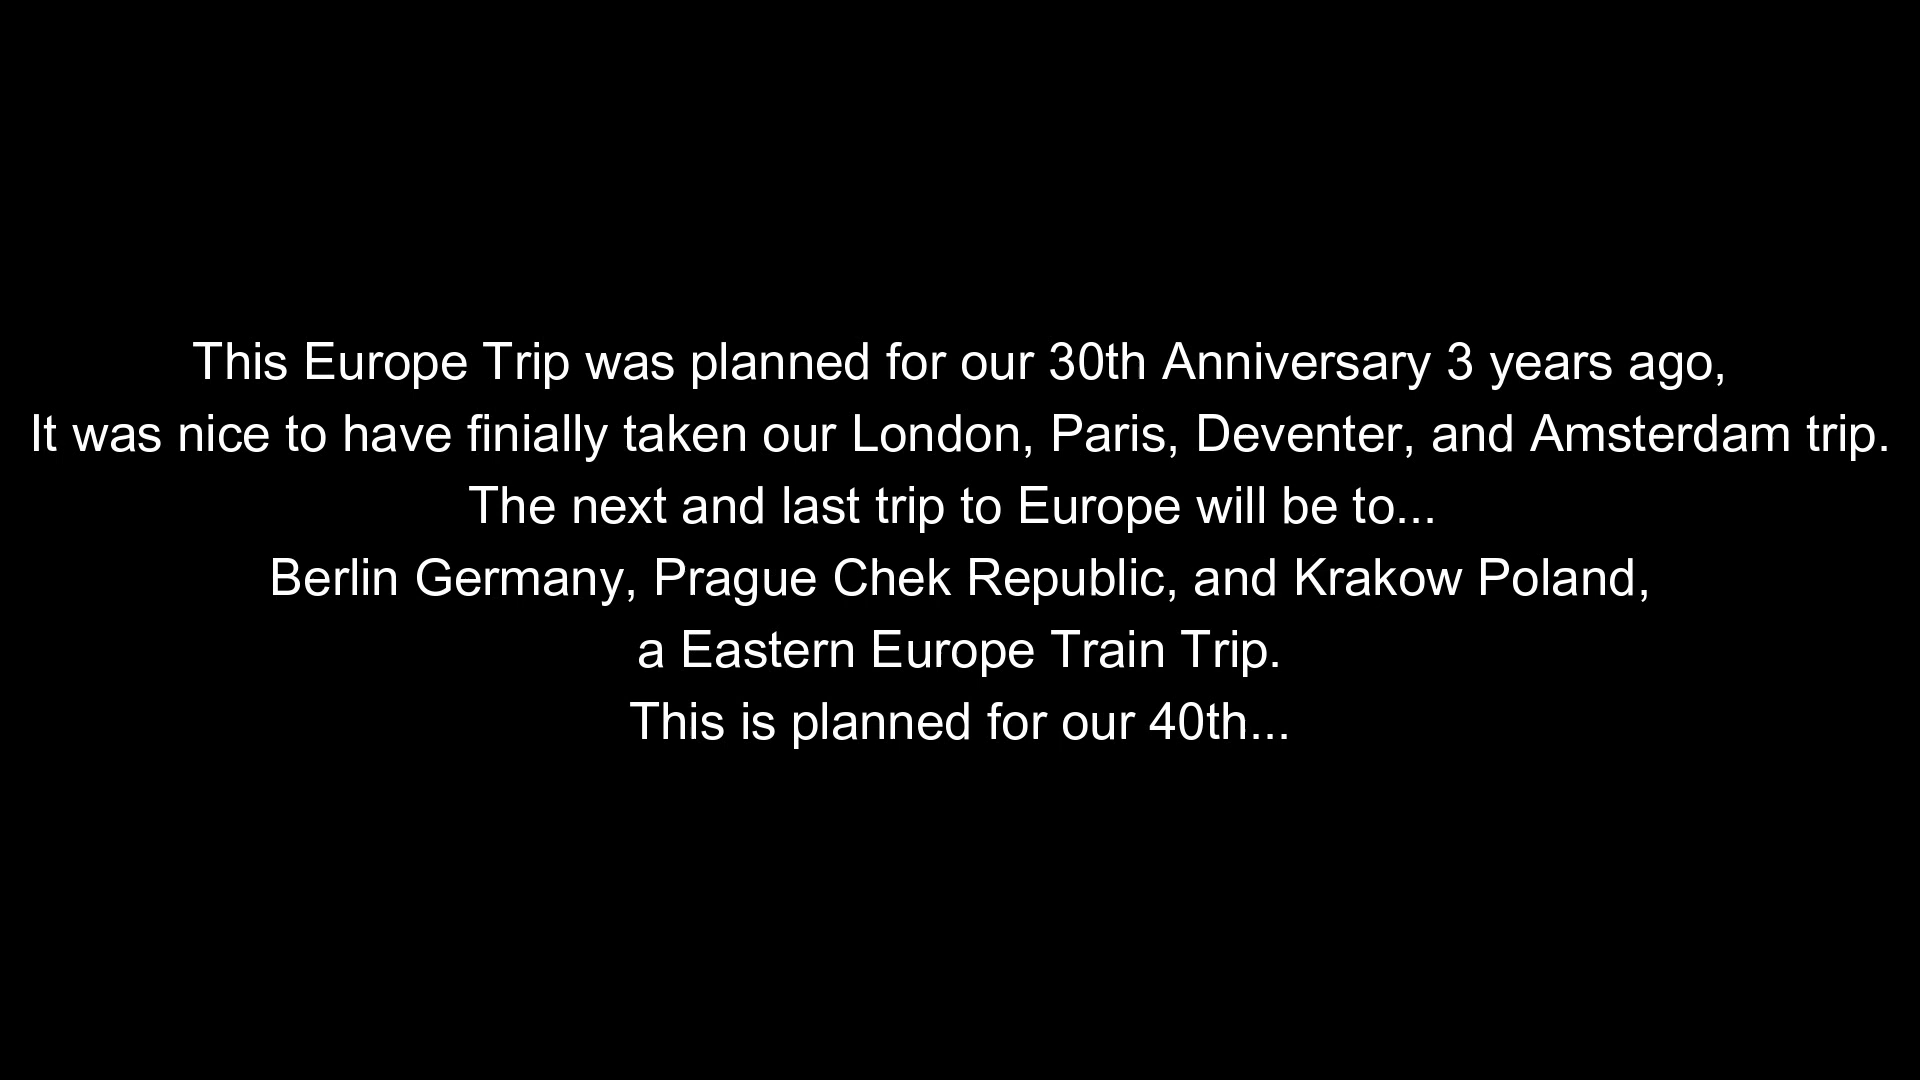 This Europe Trip was planned for our 30th Anniversary 3 years ago,
It was nice to have finially taken our London, Paris, Deventer, and Amsterdam trip.
The next and last trip to Europe will be to...
Berlin Germany, Prague Chek Republic, and Krakow Poland,
a Eastern Europe Train Trip.
This is planned for our 40th...